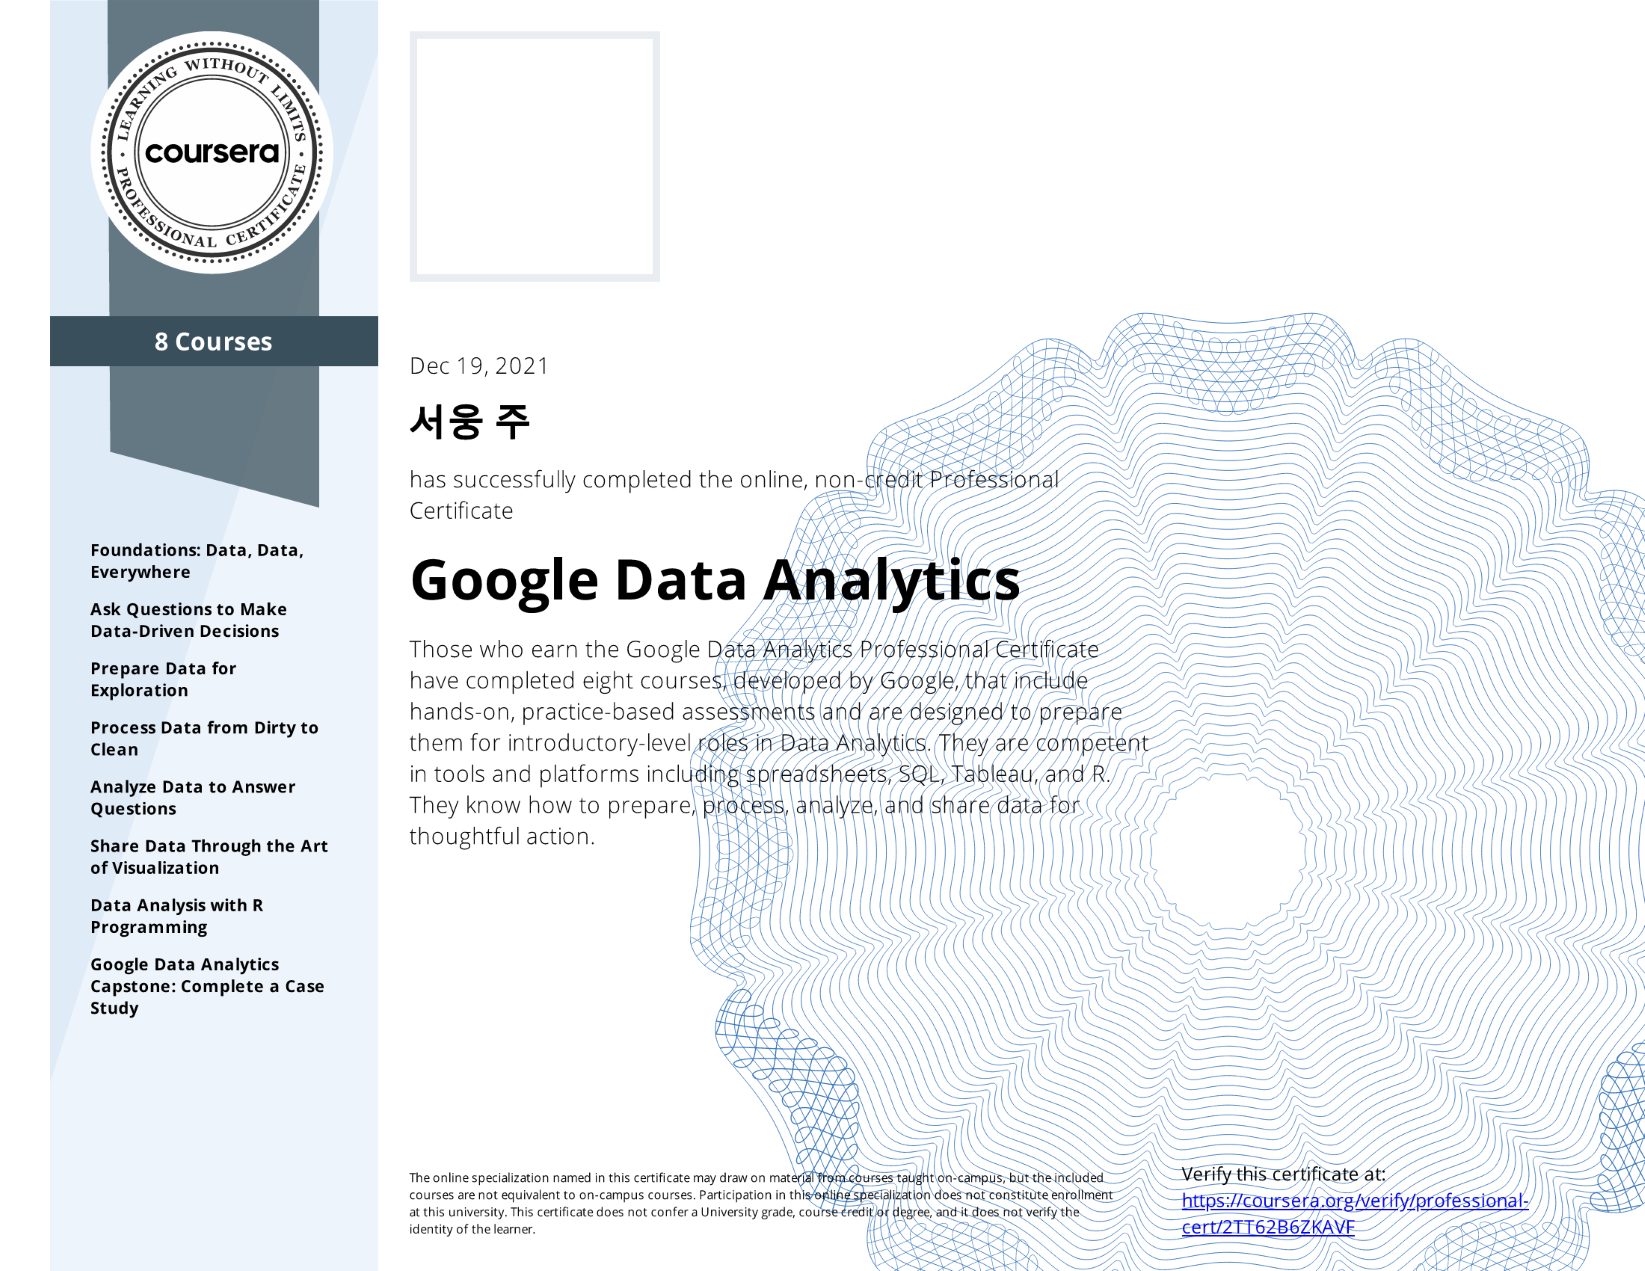 LEARNING WITHOUT LIMITS
coursera
PROFESSIONAL CERTIFICATE
8 Courses
Foundations: Data, Data,
Everywhere
Ask Questions to Make
Data-Driven Decisions
Prepare Data for
Exploration
Process Data from Dirty to
Clean
Analyze Data to Answer
Questions
Share Data Through the Art
of Visualization
Data Analysis with R
Programming
Google Data Analytics
Capstone: Complete a Case
Study
Dec 19, 2021
서웅 주
has successfully completed the online, non-credit Professional
Certificate
Google Data Analytics
Those who earn the Google Data Analytics Professional Certificate
have completed eight courses, developed by Google, that include
hands-on, practice-based assessments and are designed to prepare
them for introductory-level roles in Data Analytics. They are competent
in tools and platforms including spreadsheets, SQL, Tableau, and R.
They know how to prepare, process, analyze, and share data for
thoughtful action.
The online specialization named in this certificate may draw on material from courses taught on-campus, but the included
courses are not equivalent to on-campus courses. Participation in this online specialization does not constitute enrollment
at this university. This certificate does not confer a University grade, course credit or degree, and it does not verify the
identity of the learner.
Verify this certificate at:
https://coursera.org/verify/professional-
cert/2TT62B6ZKAVF